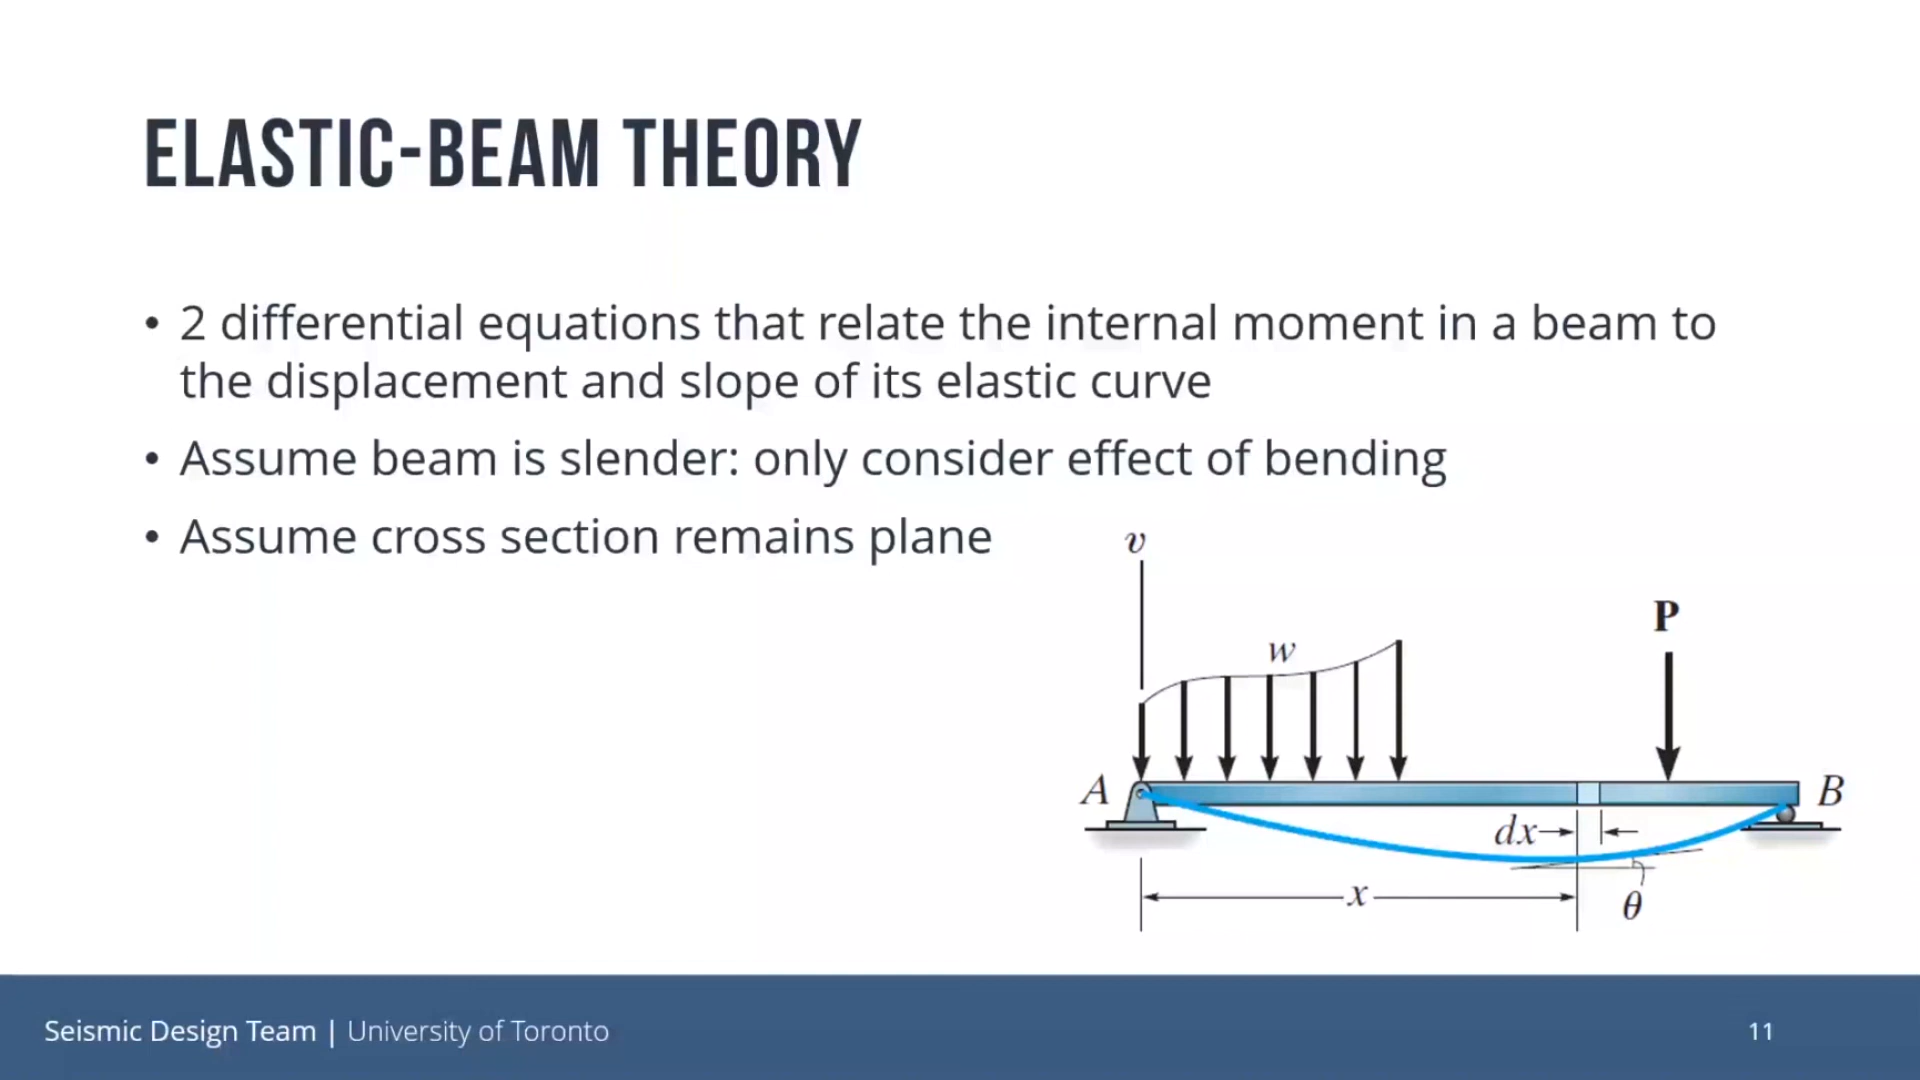 ELASTIC-BEAM THEORY
• 2 differential equations that relate the internal moment in a beam to
the displacement and slope of its elastic curve
• Assume beam is slender: only consider effect of bending
• Assume cross section remains plane
v
P
w
A
B
dx
x
θ
Seismic Design Team | University of Toronto
11